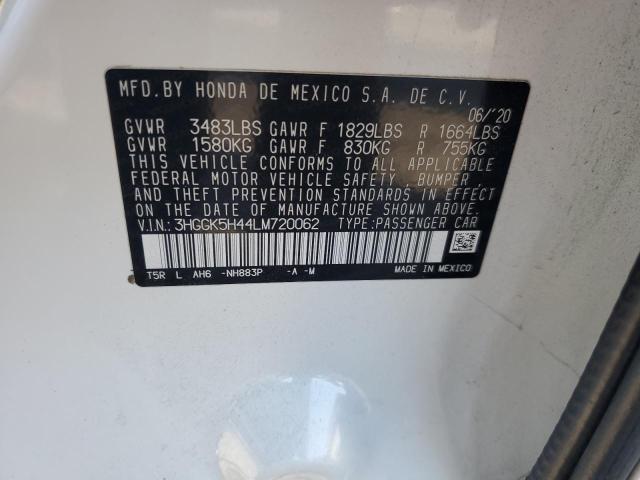 MFD. BY HONDA DE MEXICO S.A. DE C.V.
06/'20
GVWR 3483LBS GAWR F 1829LBS R 1664LBS
GVWR 1580KG GAWR F 830KG R 755KG
THIS VEHICLE CONFORMS TO ALL APPLICABLE
FEDERAL MOTOR VEHICLE SAFETY, BUMPER,
AND THEFT PREVENTION STANDARDS IN EFFECT
ON THE DATE OF MANUFACTURE SHOWN ABOVE.
V.I.N.:3HGGK5H44LM720062 TYPE:PASSENGER CAR
T5R L AH6 -NH883P -A -M MADE IN MEXICO